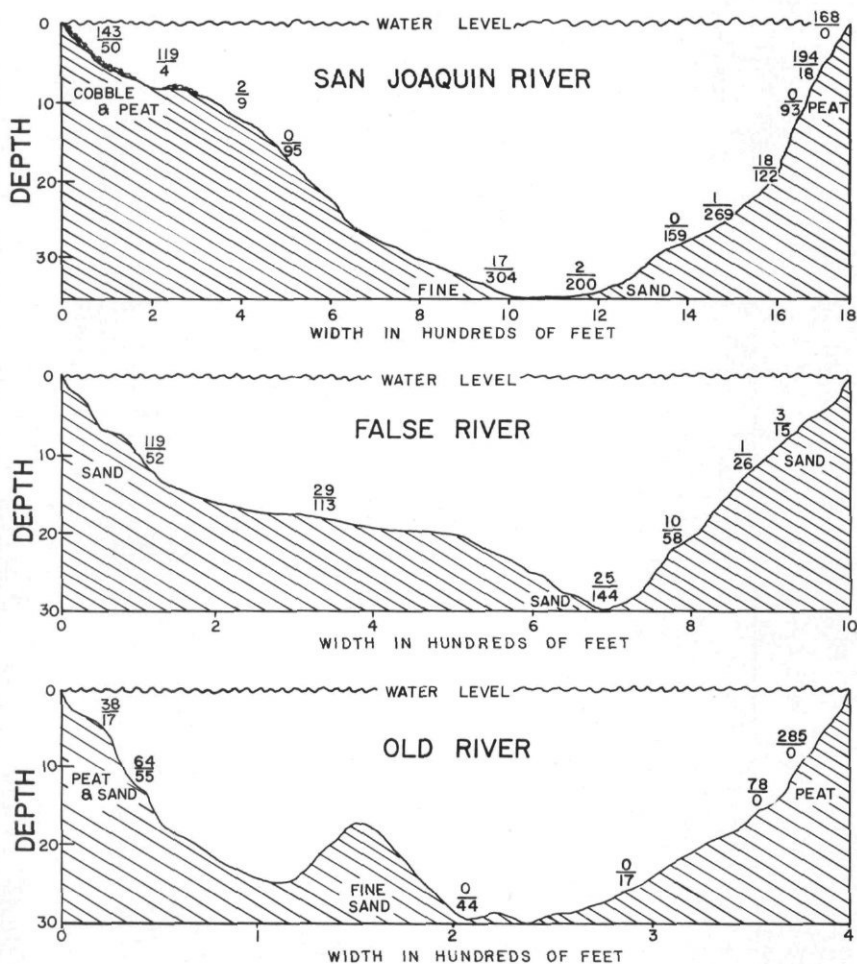 0 WATER LEVEL
143/50 119/4 2/9 0/95 SAN JOAQUIN RIVER 168/0 194/18 0/93
COBBLE & PEAT PEAT
10
DEPTH
20 18/122
1/269
0/159
30 17/304 2/200
FINE SAND
0 2 4 6 8 10 12 14 16 18
WIDTH IN HUNDREDS OF FEET
0 WATER LEVEL
FALSE RIVER
119/52 3/15
10 SAND 1/26 SAND
DEPTH
29/113
20 10/58
25/144
30 SAND
0 2 4 6 8 10
WIDTH IN HUNDREDS OF FEET
0 WATER LEVEL
38/17
OLD RIVER 285/0
64/55
10 PEAT & SAND 78/0 PEAT
DEPTH
20
FINE SAND 0/44 0/17
30
0 1 2 3 4
WIDTH IN HUNDREDS OF FEET